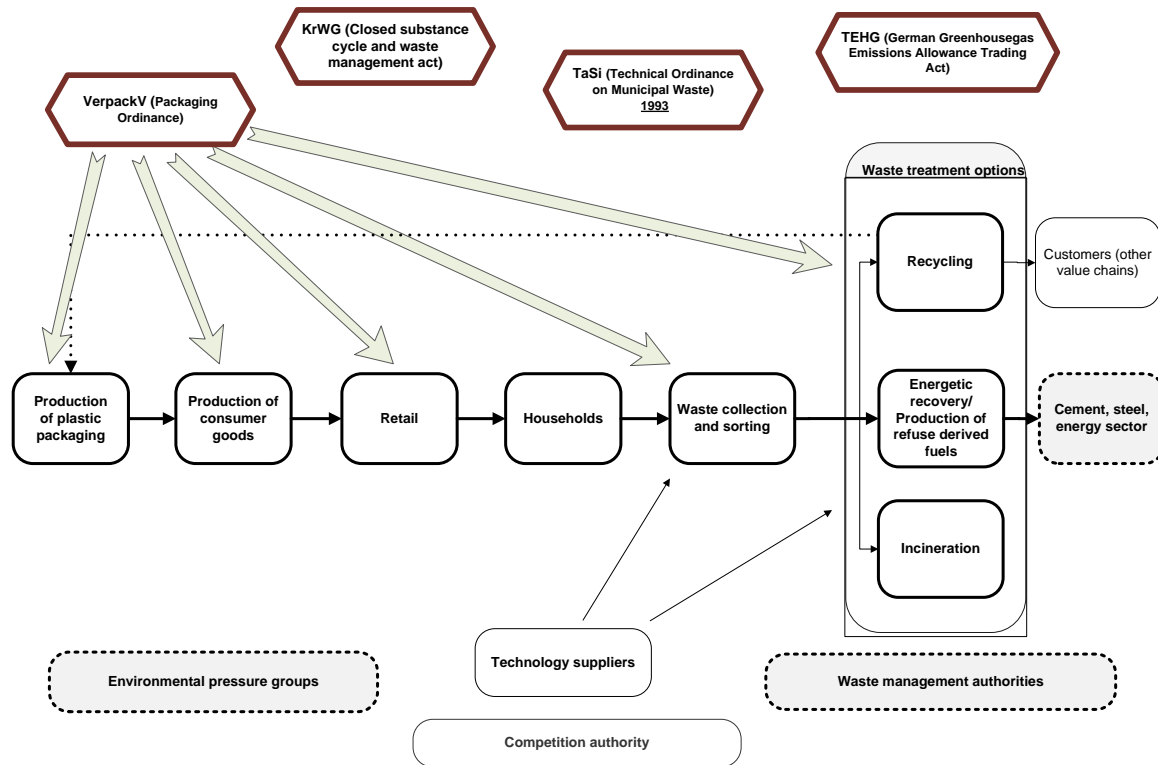 KrWG (Closed substance
cycle and waste
management act)
TEHG (German Greenhousegas
Emissions Allowance Trading
Act)
TaSi (Technical Ordinance
on Municipal Waste)
1993
VerpackV (Packaging
Ordinance)
Waste treatment options
Recycling
Customers (other
value chains)
Production
of plastic
packaging
Production of
consumer
goods
Retail
Households
Waste collection
and sorting
Energetic
recovery/
Production of
refuse derived
fuels
Cement, steel,
energy sector
Incineration
Technology suppliers
Environmental pressure groups
Waste management authorities
Competition authority